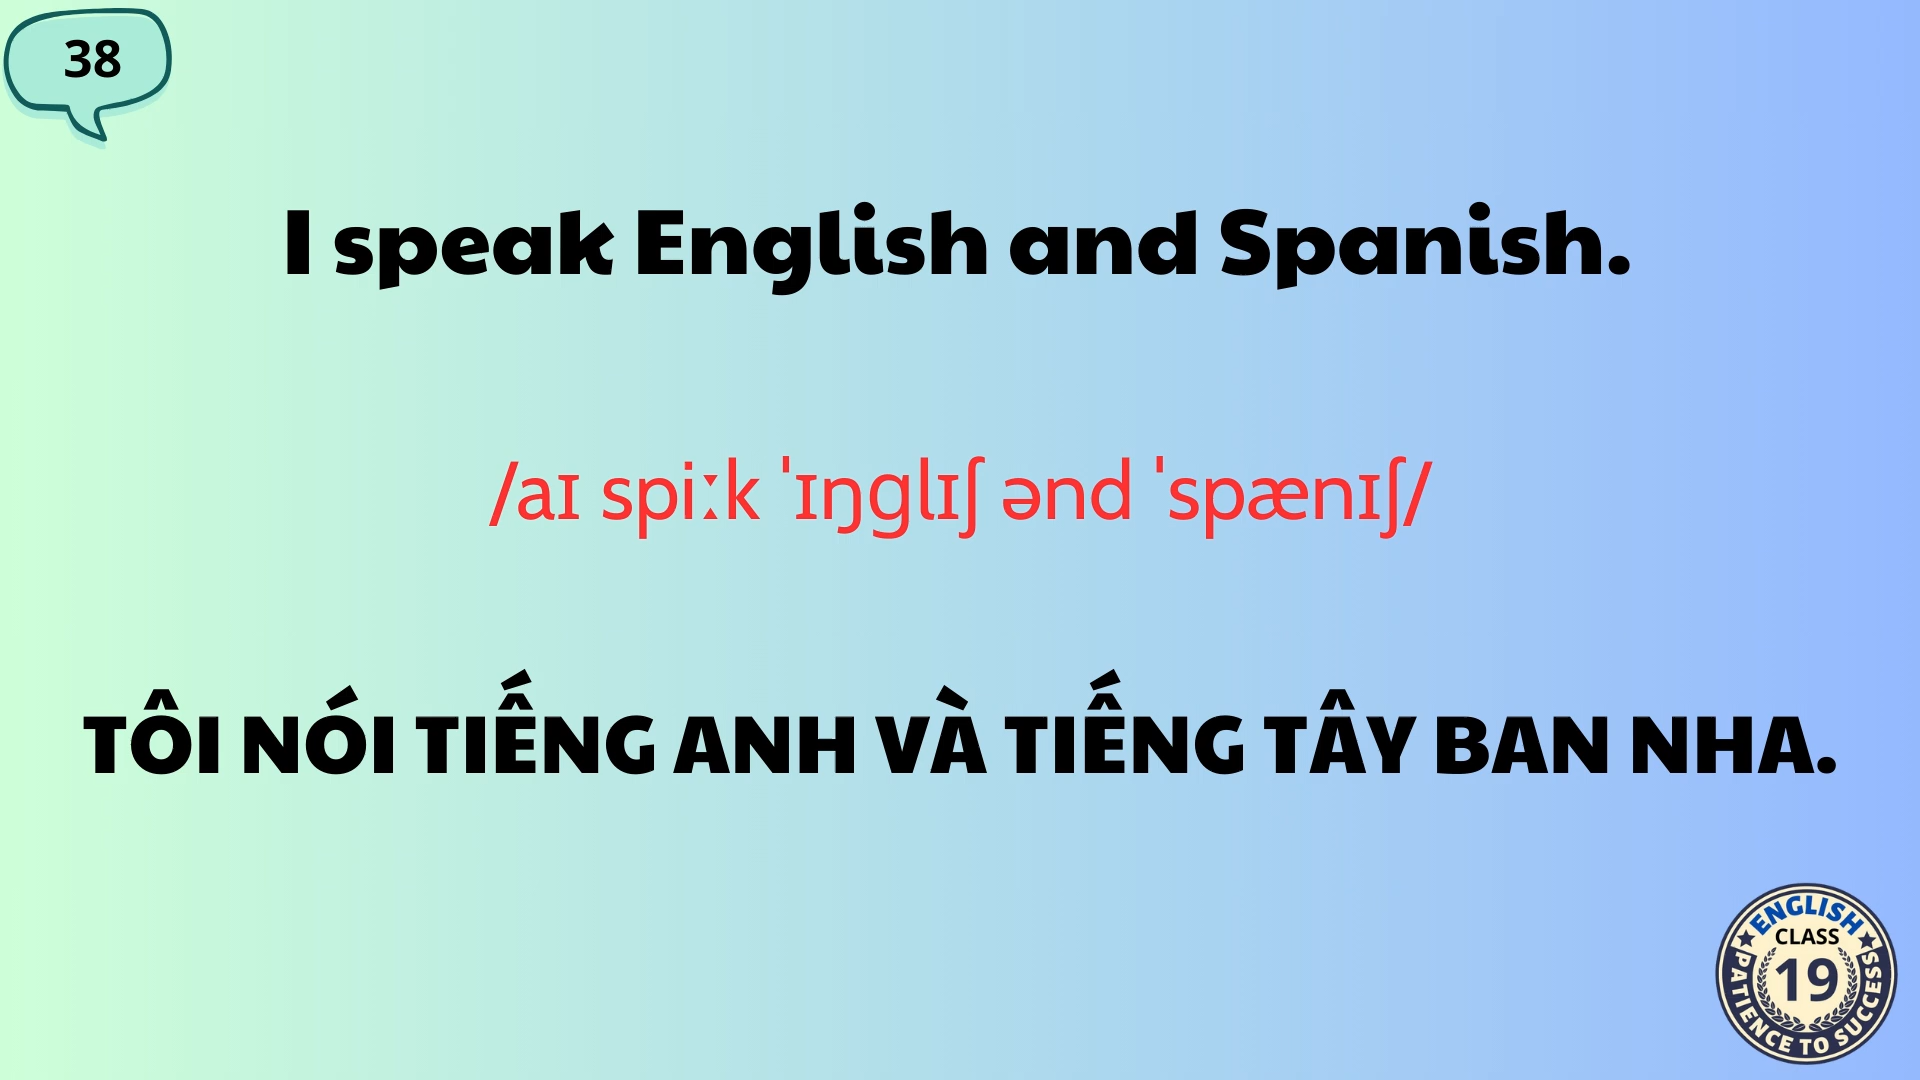 38
I speak English and Spanish.
/aɪ spiːk ˈɪŋɡlɪʃ ənd ˈspænɪʃ/
TÔI NÓI TIẾNG ANH VÀ TIẾNG TÂY BAN NHA.
ENGLISH
CLASS
19
PATIENCE TO SUCCESS